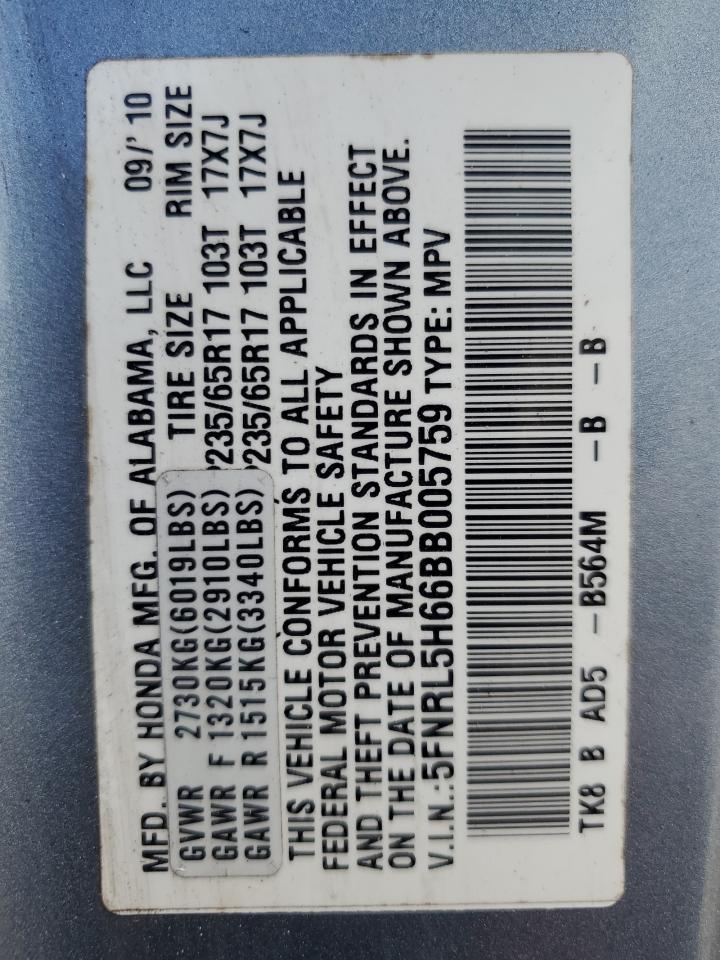 MFD. BY HONDA MFG. OF ALABAMA, LLC 09/' 10
TIRE SIZE RIM SIZE
GVWR 2730KG(6019LBS)
GAWR F 1320KG(2910LBS) P235/65R17 103T 17X7J
GAWR R 1515KG(3340LBS) P235/65R17 103T 17X7J
THIS VEHICLE CONFORMS TO ALL APPLICABLE
FEDERAL MOTOR VEHICLE SAFETY
AND THEFT PREVENTION STANDARDS IN EFFECT
ON THE DATE OF MANUFACTURE SHOWN ABOVE.
V.I.N.:5FNRL5H66BB005759 TYPE: MPV
TK8 B AD5 – B564M – B – B